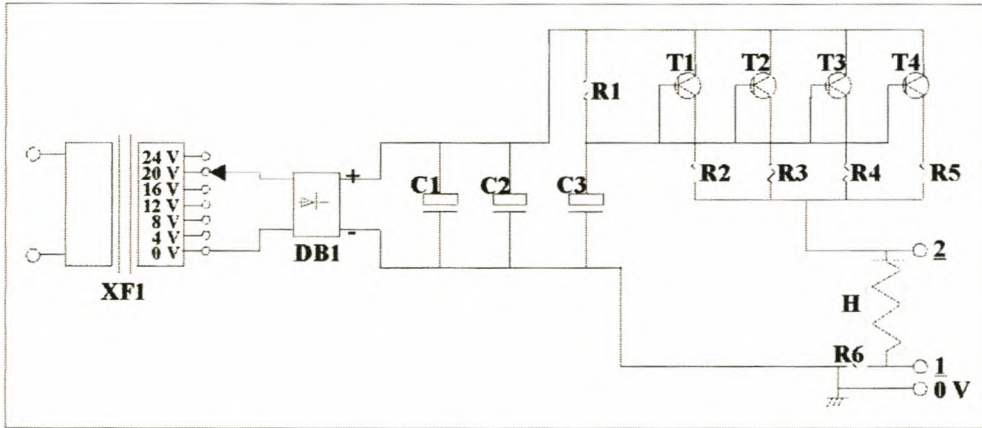 T1 T2 T3 T4
R1
24 V
20 V
16 V
12 V
8 V
4 V
0 V
XF1
+
-
DB1
C1 C2 C3
R2 R3 R4 R5
2
H
R6
1
0 V